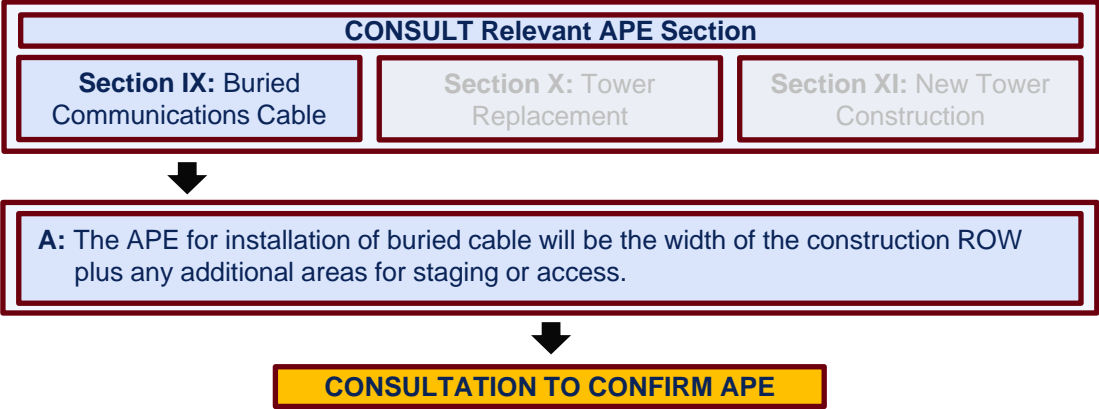 CONSULT Relevant APE Section
Section IX: Buried
Communications Cable
Section X: Tower
Replacement
Section XI: New Tower
Construction
A: The APE for installation of buried cable will be the width of the construction ROW
plus any additional areas for staging or access.
CONSULTATION TO CONFIRM APE